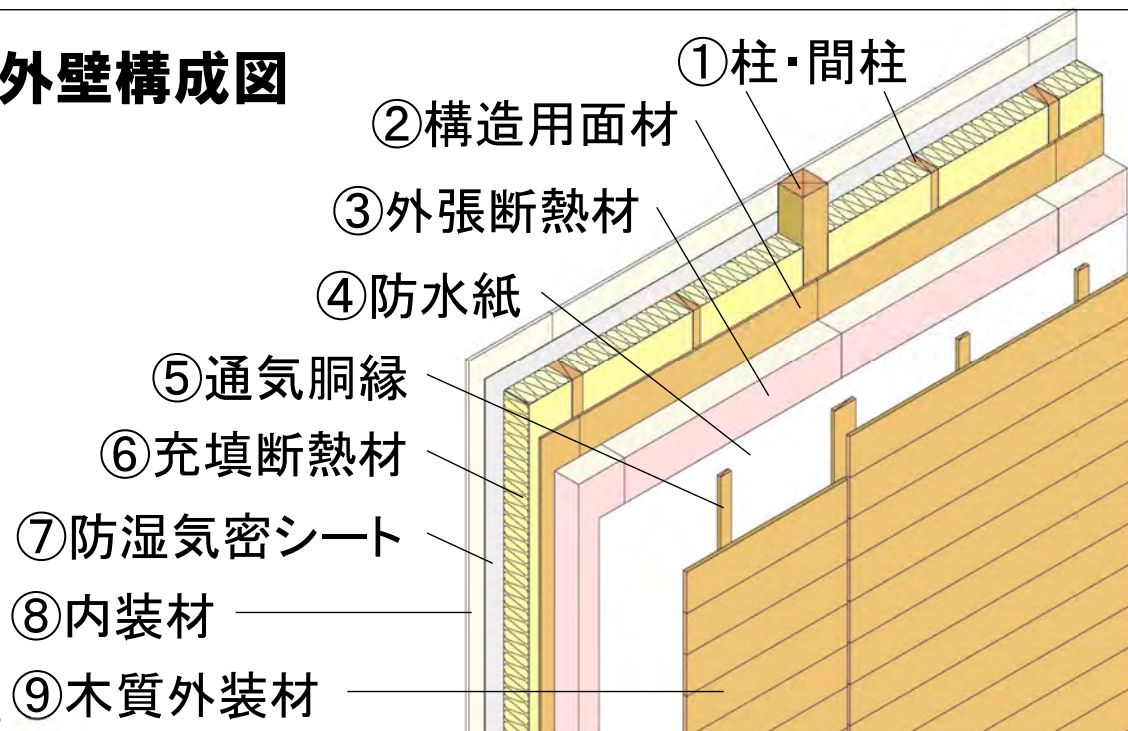 外壁構成図
①柱・間柱
②構造用面材
③外張断熱材
④防水紙
⑤通気胴縁
⑥充填断熱材
⑦防湿気密シート
⑧内装材
⑨木質外装材